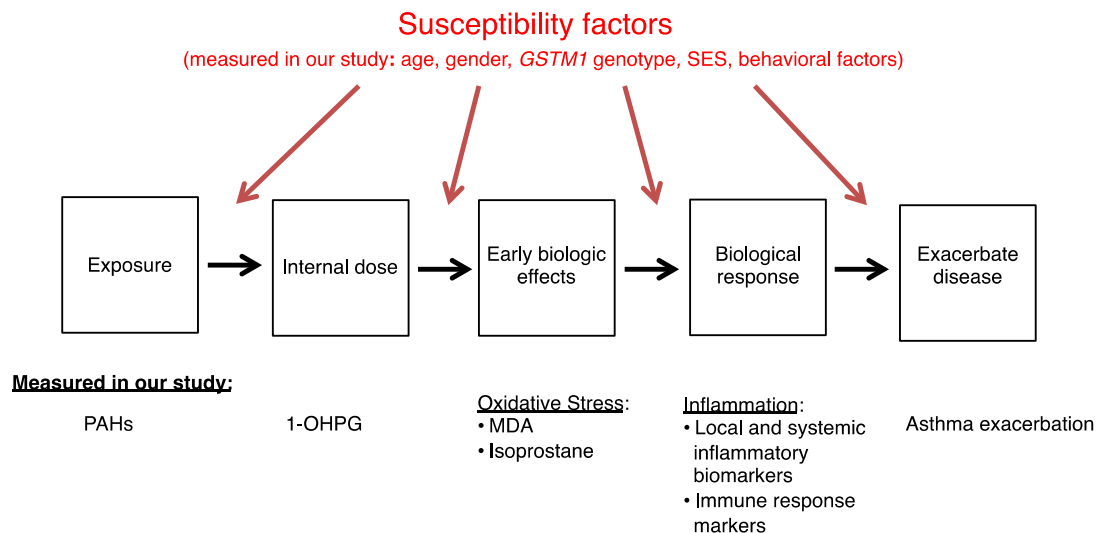 Susceptibility factors
(measured in our study: age, gender, GSTM1 genotype, SES, behavioral factors)
Exposure
Internal dose
Early biologic
effects
Biological
response
Exacerbate
disease
Measured in our study:
PAHs
1-OHPG
Oxidative Stress:
• MDA
• Isoprostane
Inflammation:
• Local and systemic
inflammatory
biomarkers
• Immune response
markers
Asthma exacerbation